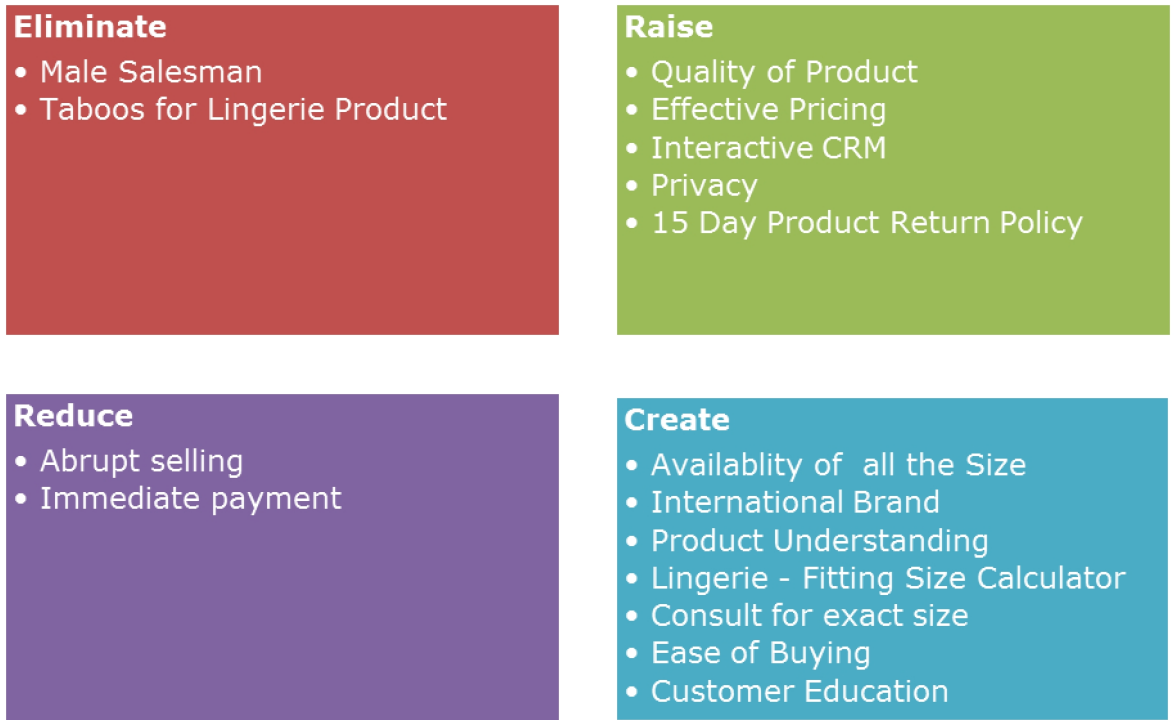 Eliminate
• Male Salesman
• Taboos for Lingerie Product
Raise
• Quality of Product
• Effective Pricing
• Interactive CRM
• Privacy
• 15 Day Product Return Policy
Reduce
• Abrupt selling
• Immediate payment
Create
• Availablity of  all the Size
• International Brand
• Product Understanding
• Lingerie - Fitting Size Calculator
• Consult for exact size
• Ease of Buying
• Customer Education